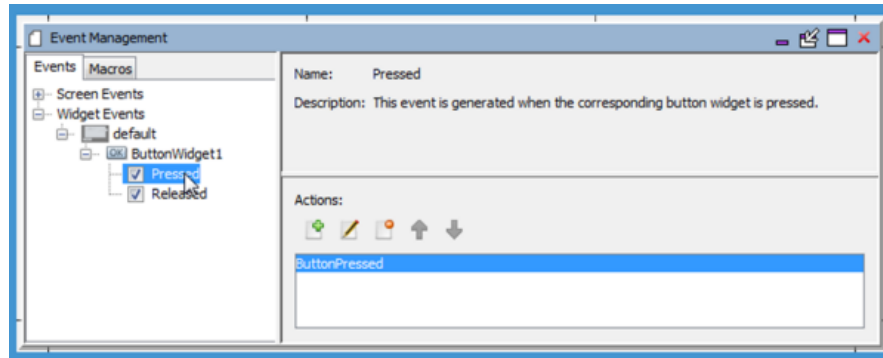 Event Management
Events Macros
Screen Events
Widget Events
default
OK ButtonWidget1
Pressed
Released
Name: Pressed
Description: This event is generated when the corresponding button widget is pressed.
Actions:
ButtonPressed